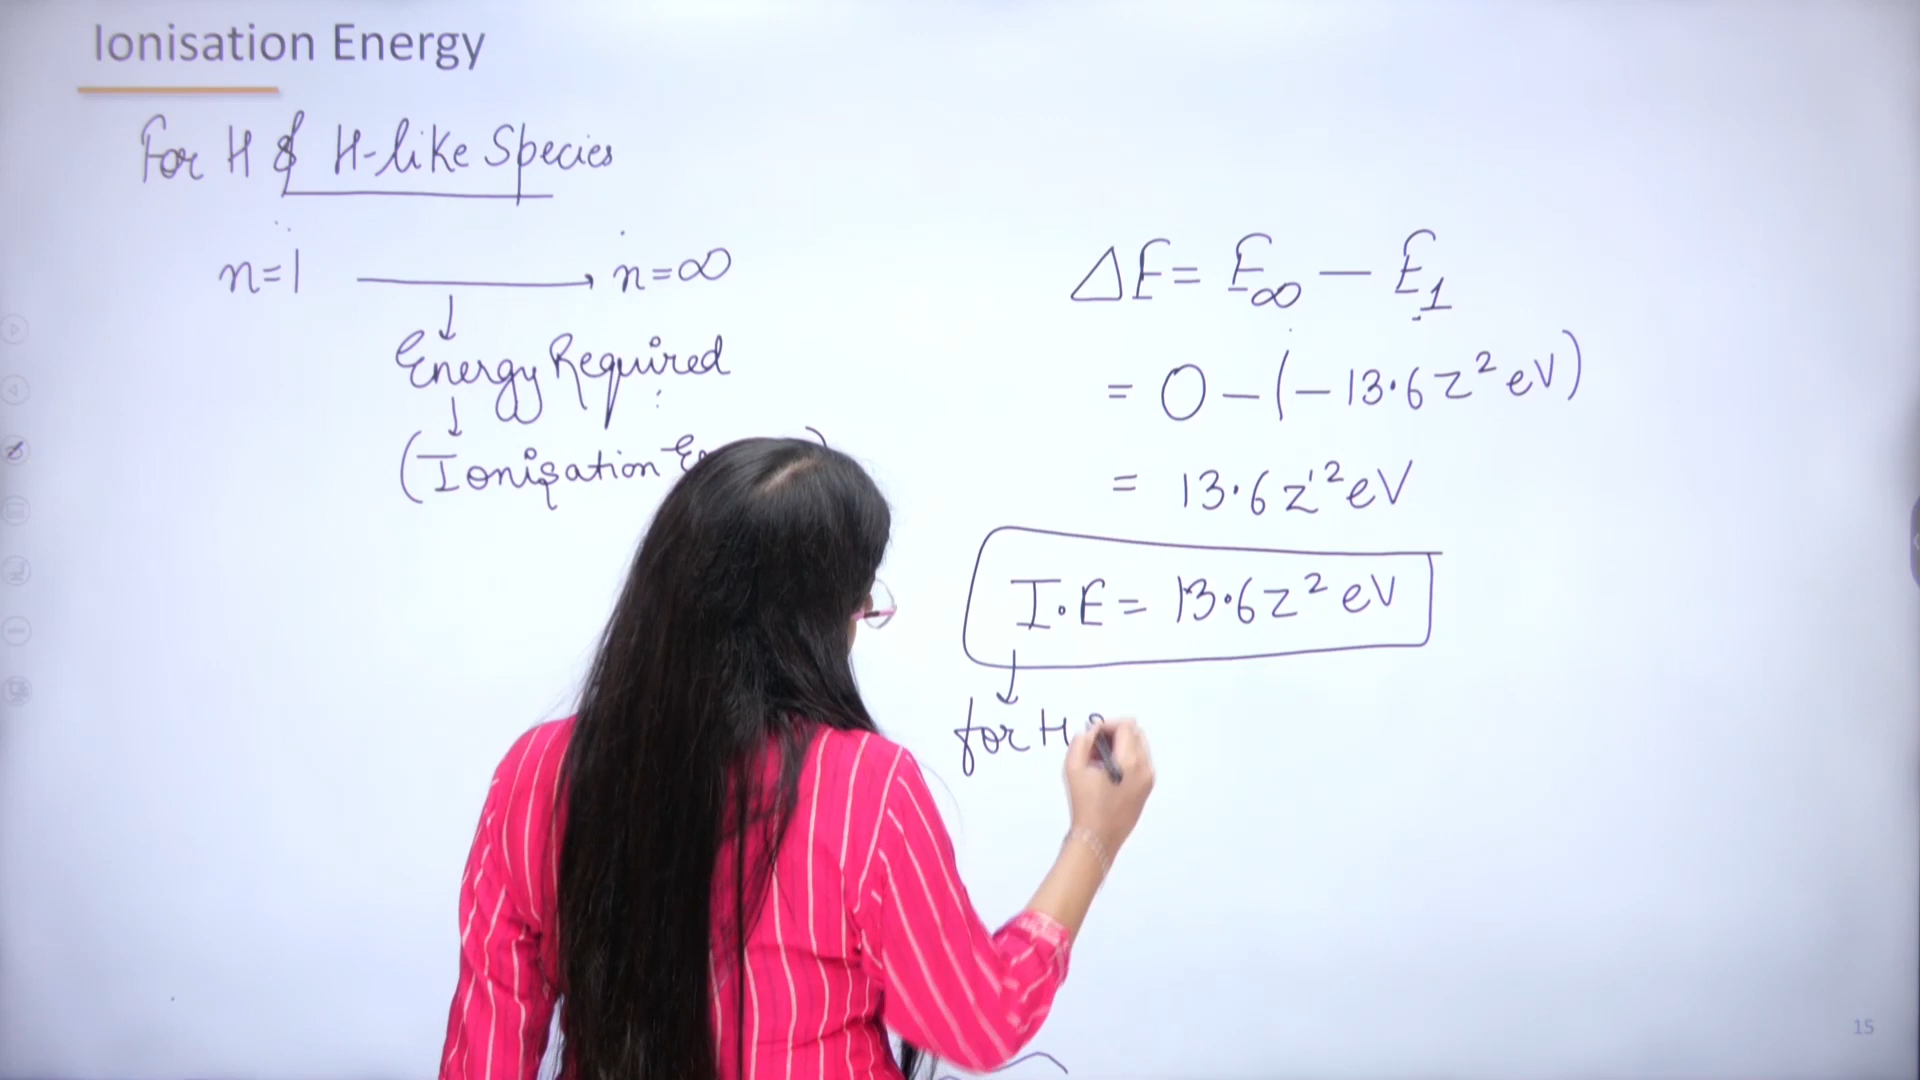 Ionisation Energy
For H & H-like Species
n=1 → n=∞
↓
Energy Required
↓
(Ionisation
ΔE = E∞ − E1
= 0 − (− 13.6 z² eV)
= 13.6 z² eV
I.E = 13.6 z² eV
↓
for H
15